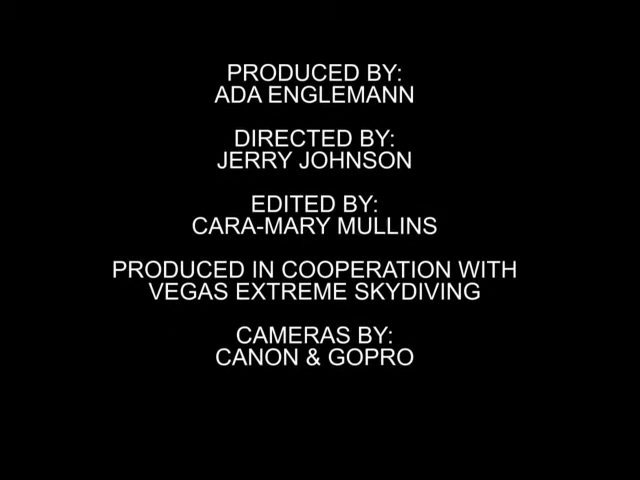 PRODUCED BY:
ADA ENGLEMANN
DIRECTED BY:
JERRY JOHNSON
EDITED BY:
CARA-MARY MULLINS
PRODUCED IN COOPERATION WITH
VEGAS EXTREME SKYDIVING
CAMERAS BY:
CANON & GOPRO